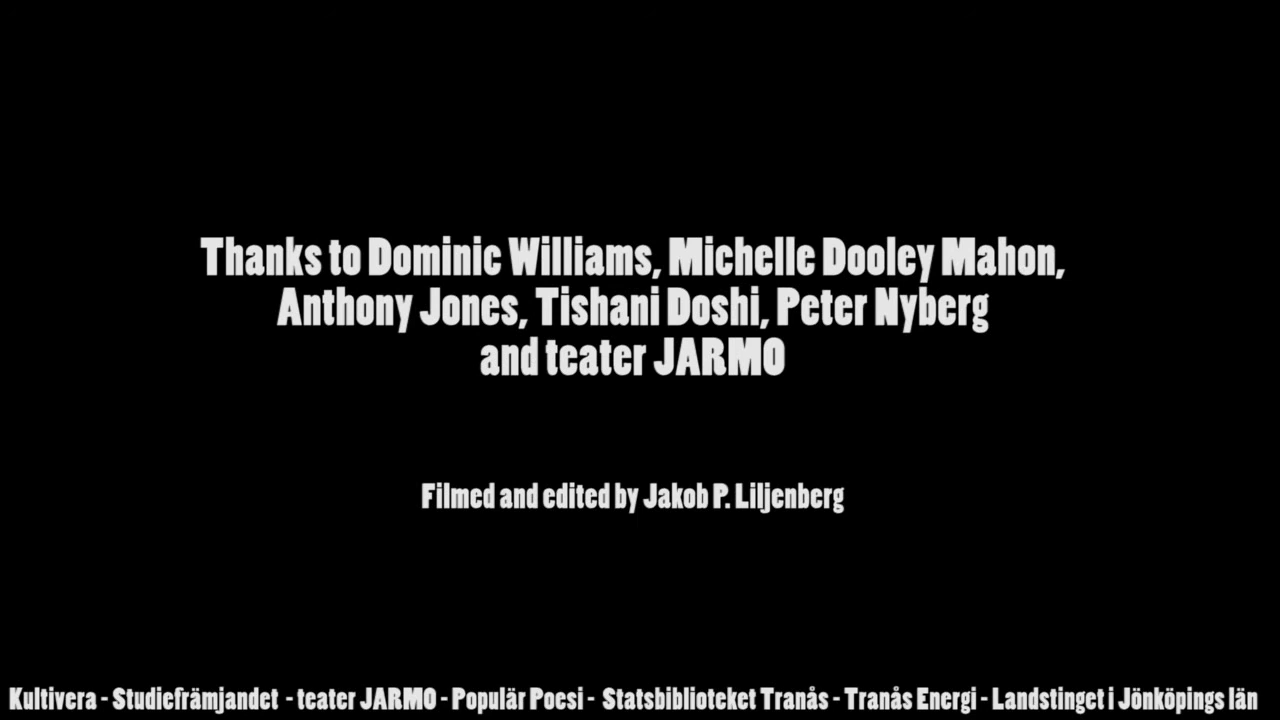 Thanks to Dominic Williams, Michelle Dooley Mahon,
Anthony Jones, Tishani Doshi, Peter Nyberg
and teater JARMO
Filmed and edited by Jakob P. Liljenberg
Kultivera - Studiefrämjandet - teater JARMO - Populär Poesi - Statsbiblioteket Tranås - Tranås Energi - Landstinget i Jönköpings län